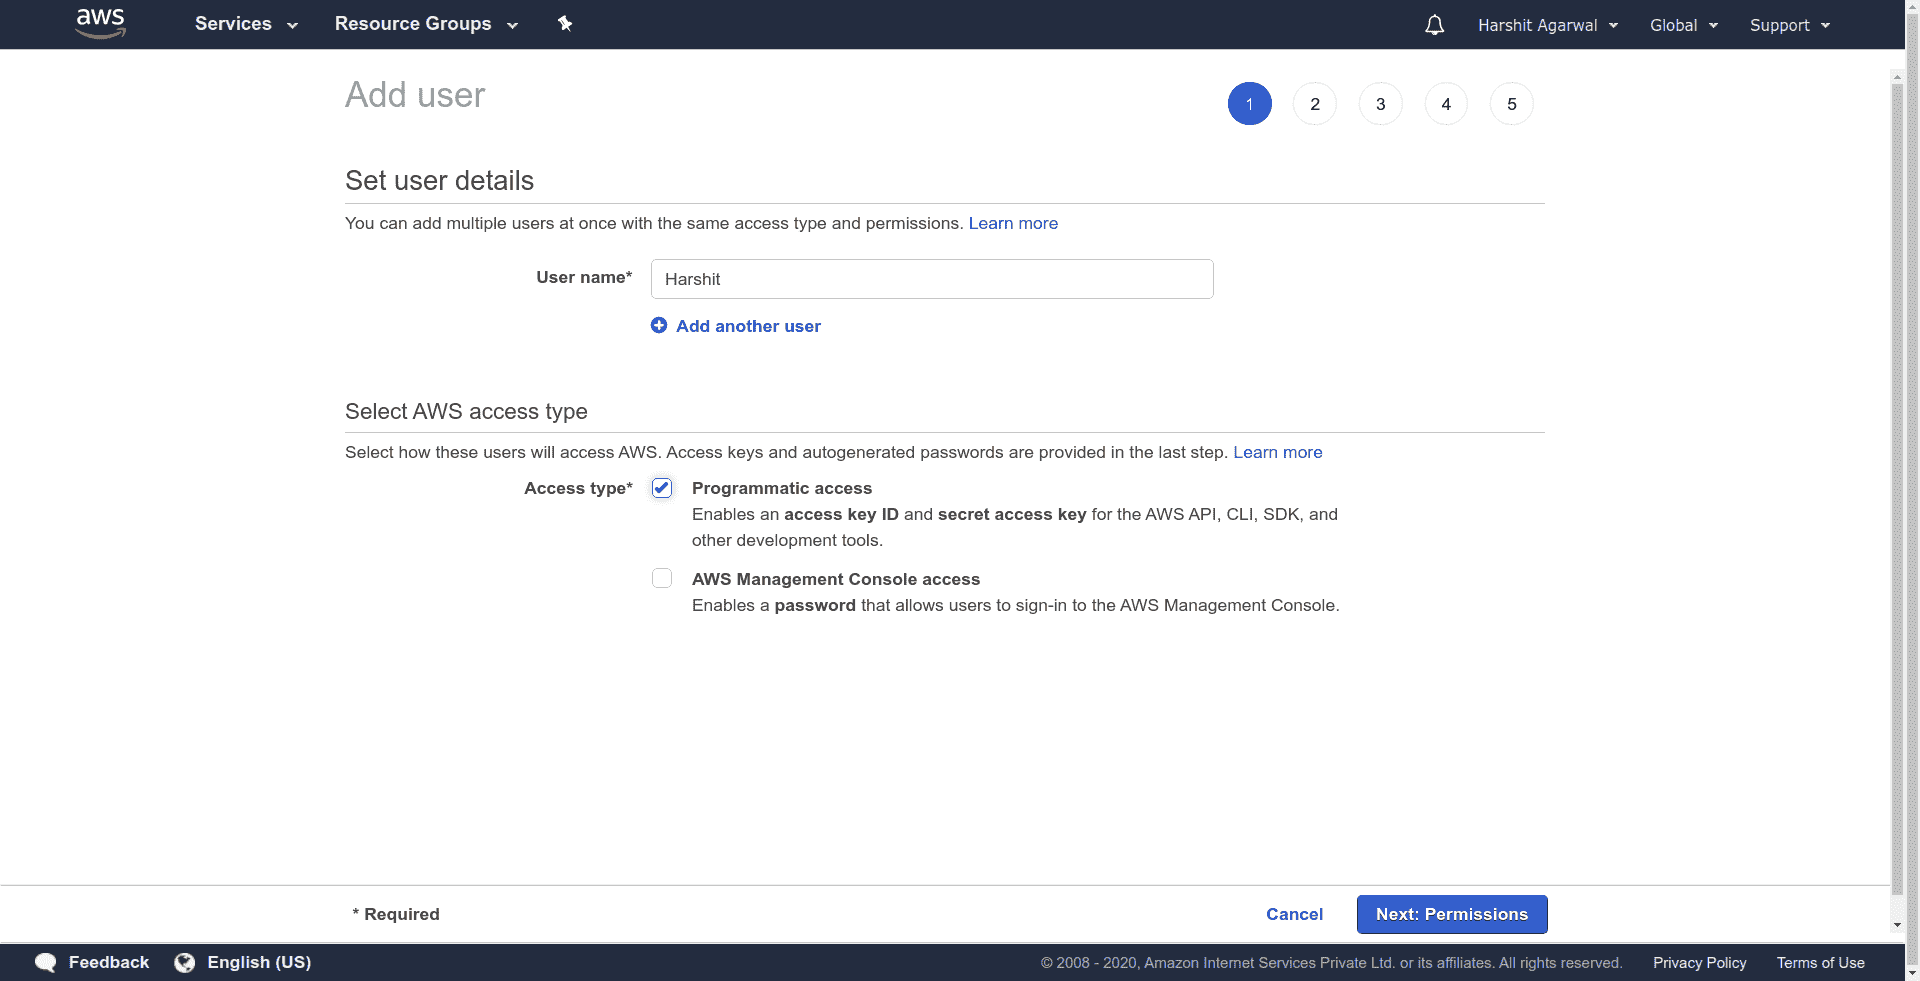 aws Services Resource Groups Harshit Agarwal Global Support
Add user
1 2 3 4 5
Set user details
You can add multiple users at once with the same access type and permissions. Learn more
User name* Harshit
Add another user
Select AWS access type
Select how these users will access AWS. Access keys and autogenerated passwords are provided in the last step. Learn more
Access type* Programmatic access
Enables an access key ID and secret access key for the AWS API, CLI, SDK, and
other development tools.
AWS Management Console access
Enables a password that allows users to sign-in to the AWS Management Console.
* Required Cancel Next: Permissions
Feedback English (US) © 2008 - 2020, Amazon Internet Services Private Ltd. or its affiliates. All rights reserved. Privacy Policy Terms of Use